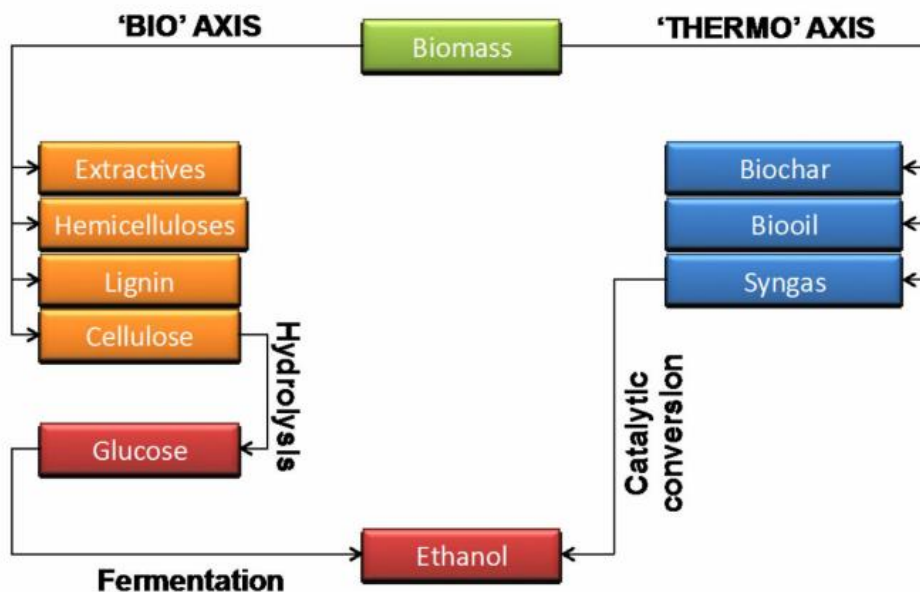 ‘BIO’ AXIS
Biomass
‘THERMO’ AXIS
Extractives
Hemicelluloses
Lignin
Cellulose
Hydrolysis
Glucose
Fermentation
Biochar
Biooil
Syngas
Catalytic
conversion
Ethanol